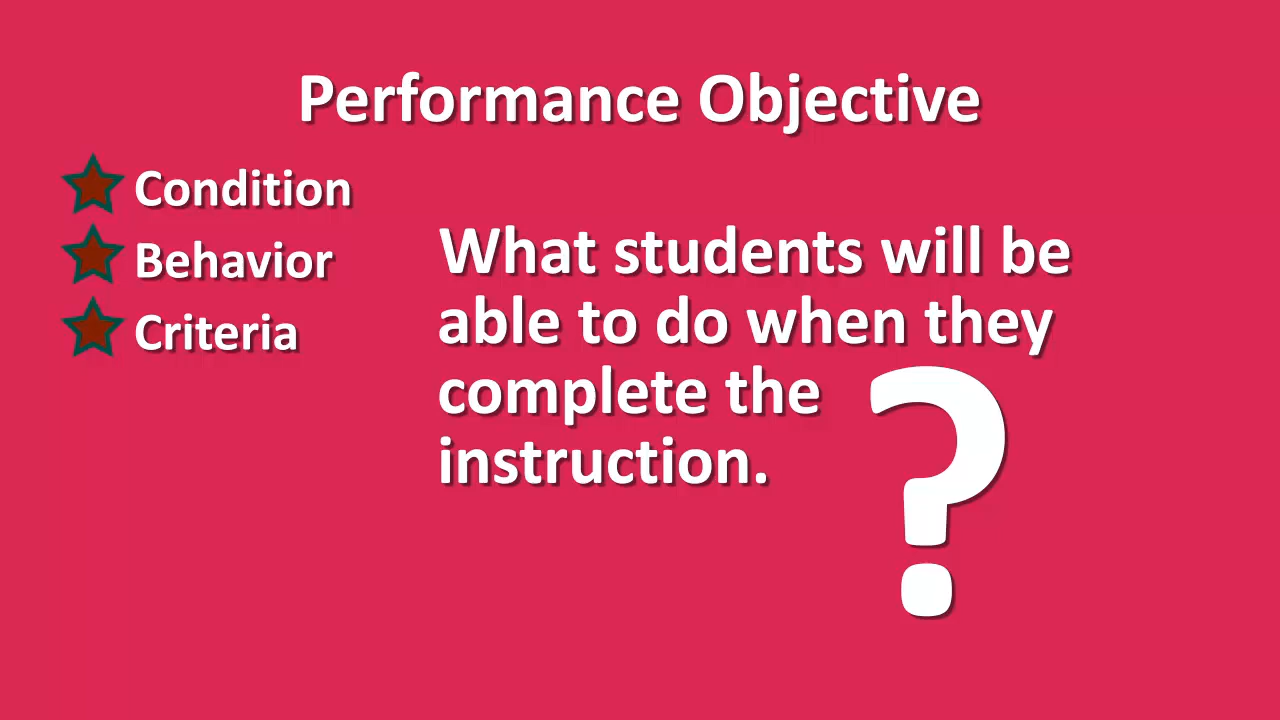 Performance Objective
Condition
Behavior
Criteria
What students will be
able to do when they
complete the
instruction.
?